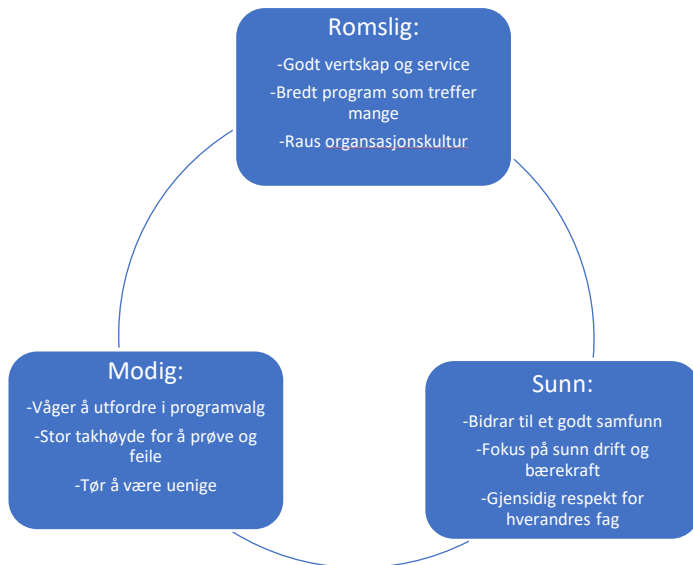 Romslig:
-Godt vertskap og service
-Bredt program som treffer
mange
-Raus organsasjonskultur
Modig:
-Våger å utfordre i programvalg
-Stor takhøyde for å prøve og
feile
-Tør å være uenige
Sunn:
-Bidrar til et godt samfunn
-Fokus på sunn drift og
bærekraft
-Gjensidig respekt for
hverandres fag